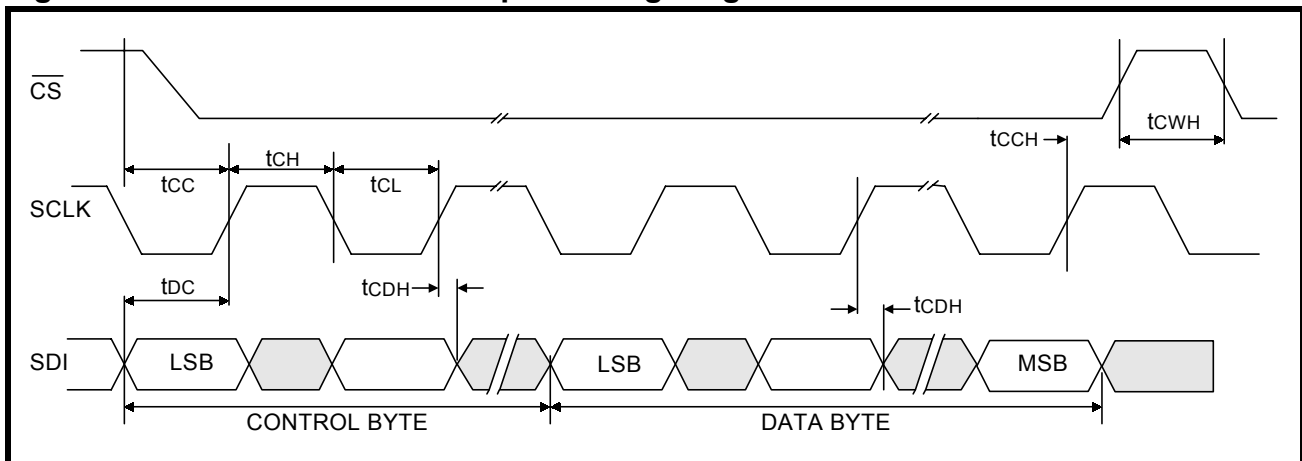 CS
tCCH
tCWH
tCC
tCH
tCL
SCLK
tDC
tCDH
tCDH
SDI
LSB
LSB
MSB
CONTROL BYTE
DATA BYTE